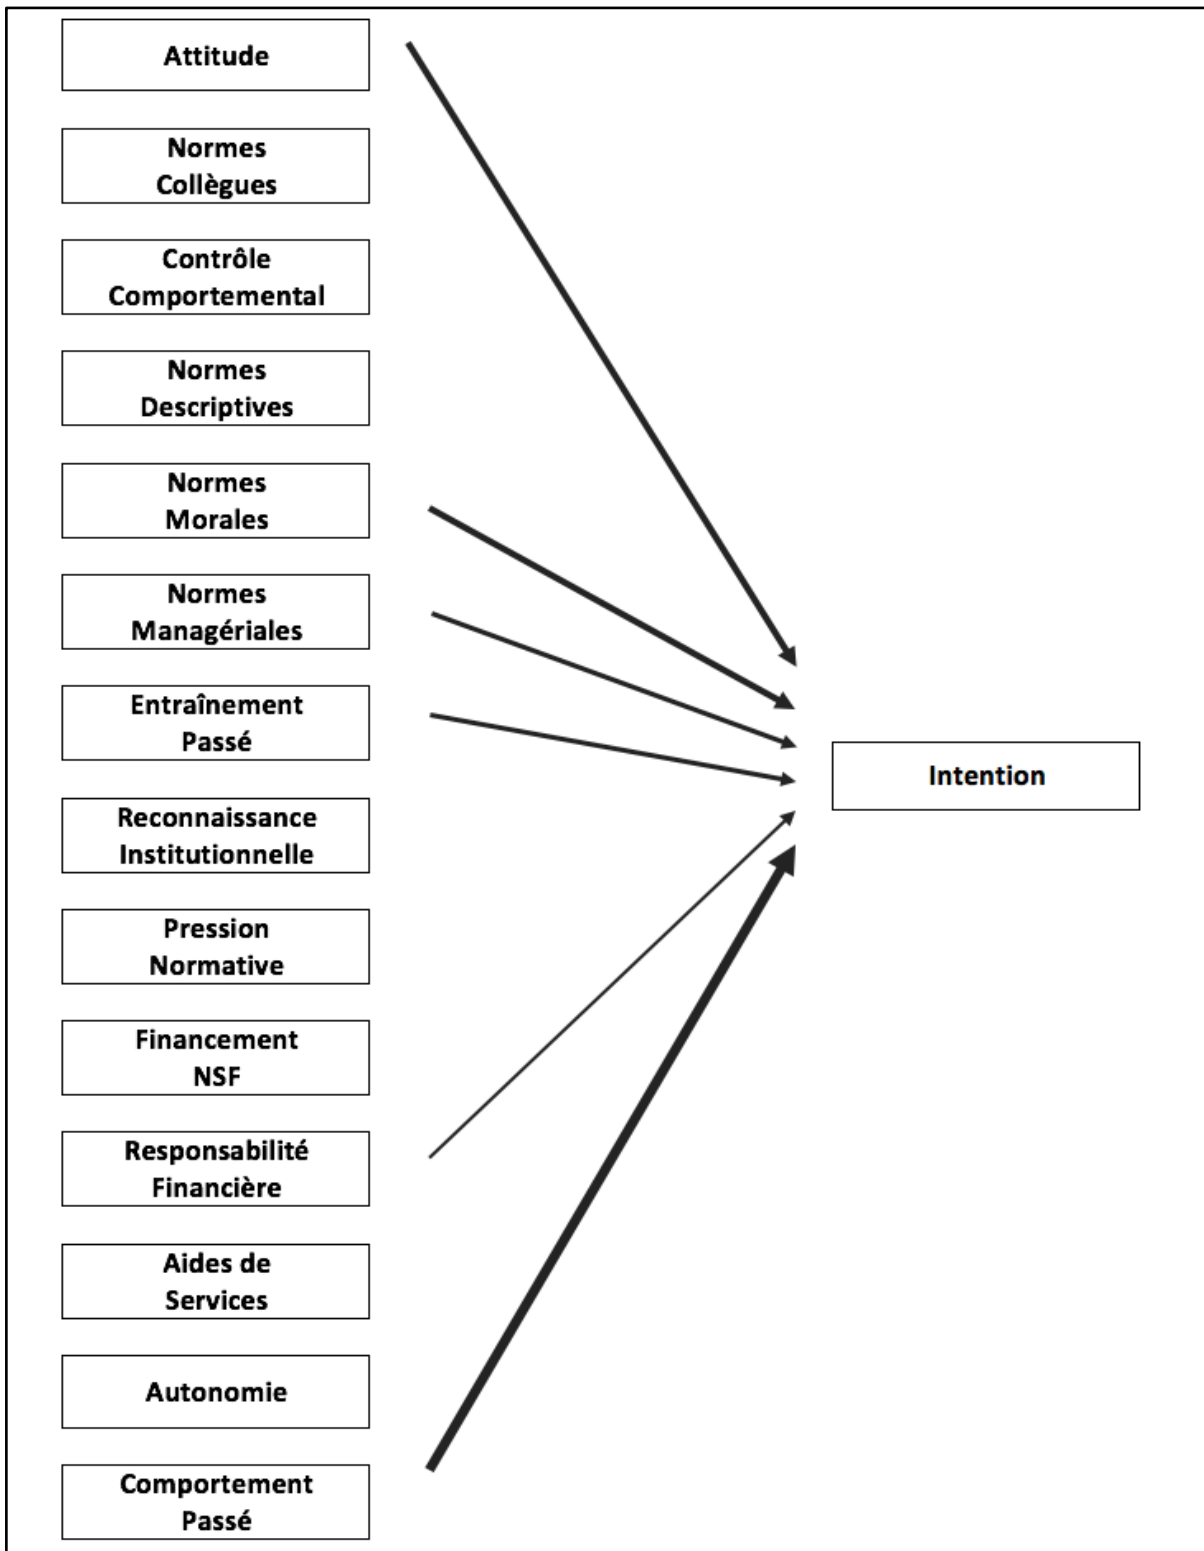 Attitude
Normes
Collègues
Contrôle
Comportemental
Normes
Descriptives
Normes
Morales
Normes
Managériales
Entraînement
Passé
Reconnaissance
Institutionnelle
Pression
Normative
Financement
NSF
Responsabilité
Financière
Aides de
Services
Autonomie
Comportement
Passé
Intention